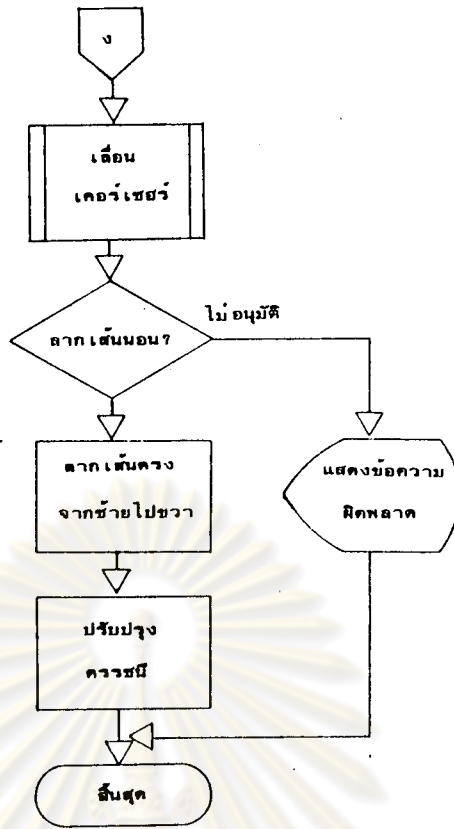 ง
เลื่อน
เคอร์เซอร์
ลากเส้นนอน?
ไม่อนุมัติ
ลากเส้นตรง
จากซ้ายไปขวา
แสดงข้อความ
ผิดพลาด
ปรับปรุง
ดรรชนี
สิ้นสุด